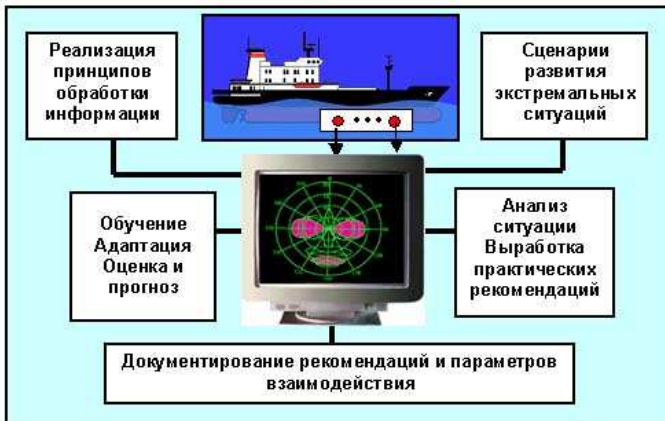 Реализация
принципов
обработки
информации
Сценарии
развития
экстремальных
ситуаций
Обучение
Адаптация
Оценка и
прогноз
Анализ
ситуации
Выработка
практических
рекомендаций
Документирование рекомендаций и параметров
взаимодействия